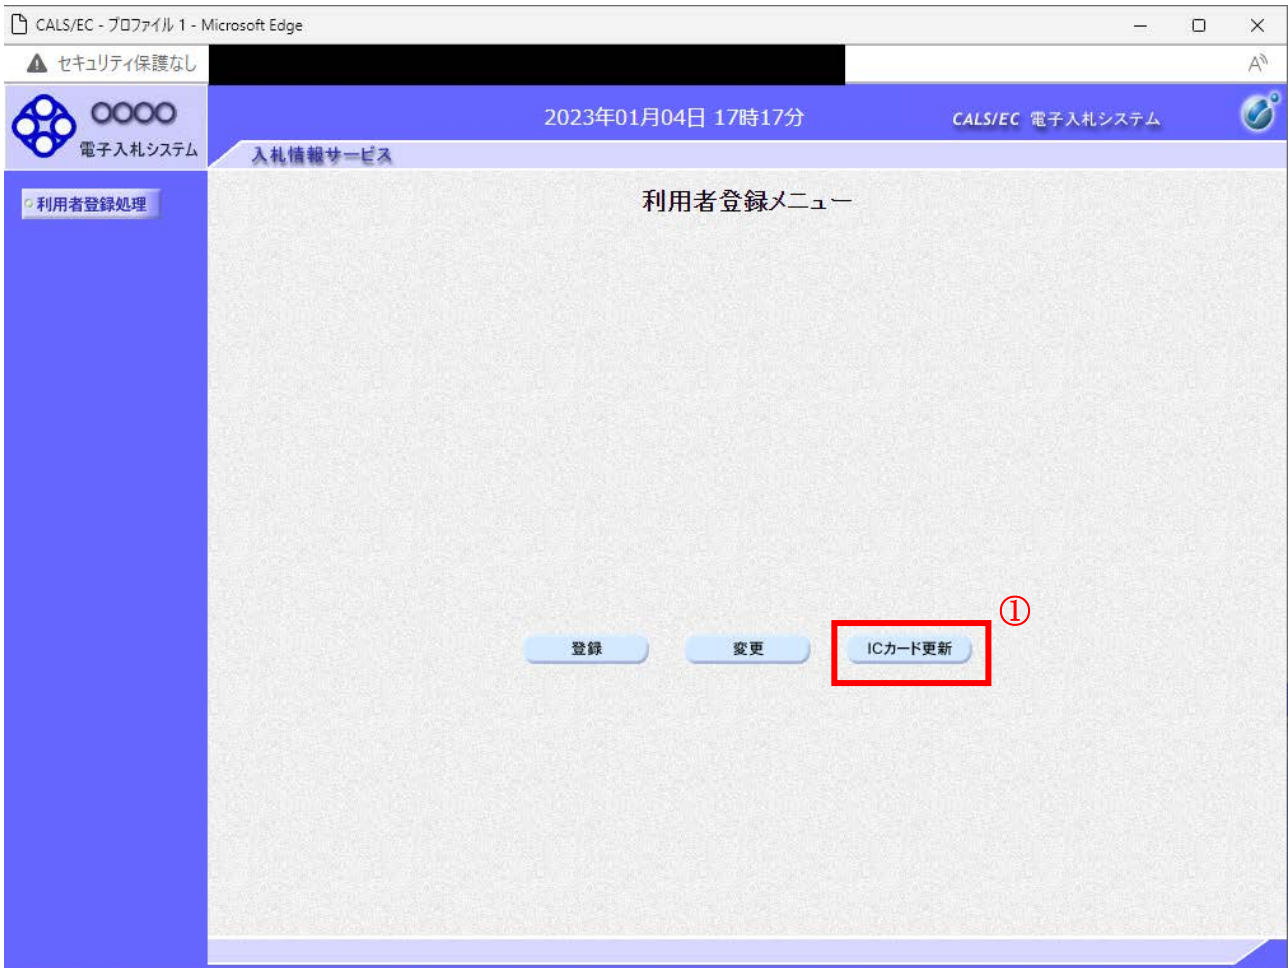 CALS/EC - プロファイル 1 - Microsoft Edge
セキュリティ保護なし
OOOO
電子入札システム
2023年01月04日 17時17分
CALS/EC 電子入札システム
入札情報サービス
利用者登録処理
利用者登録メニュー
①
登録 変更 ICカード更新